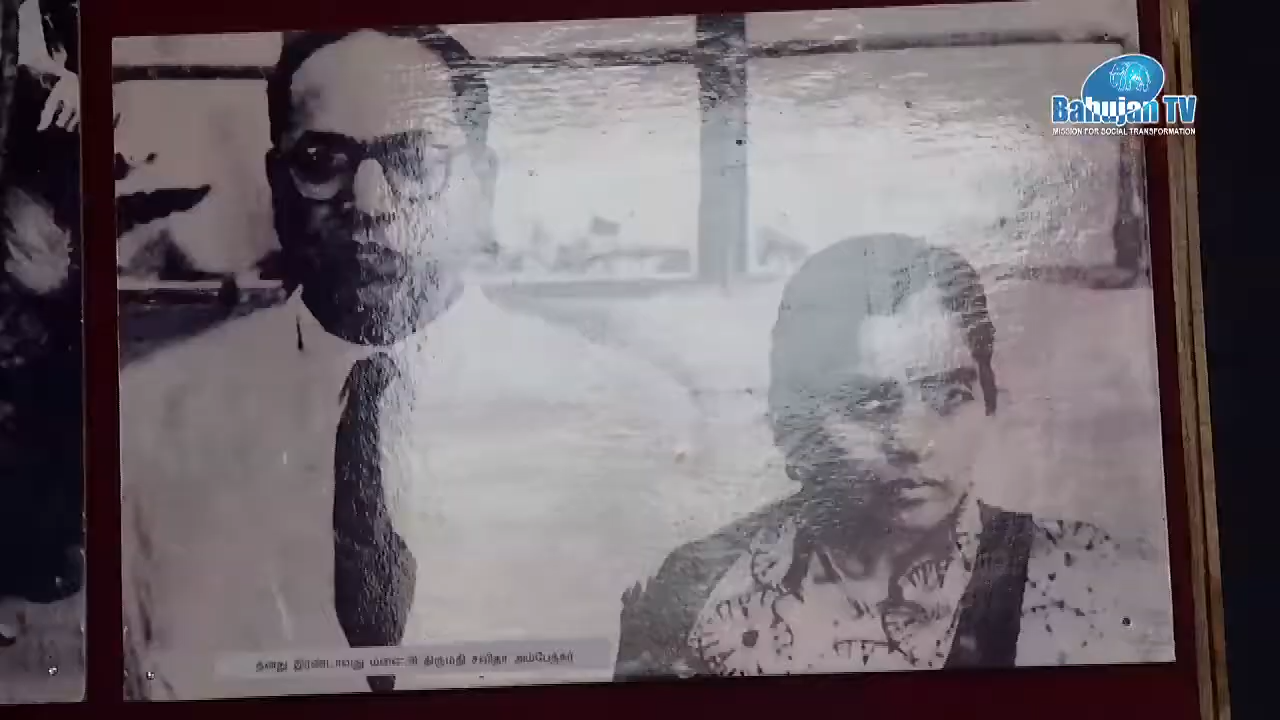 Bahujan TV
MISSION FOR SOCIAL TRANSFORMATION
தனது இரண்டாவது மனைவி திருமதி சவிதா அம்பேத்கர்